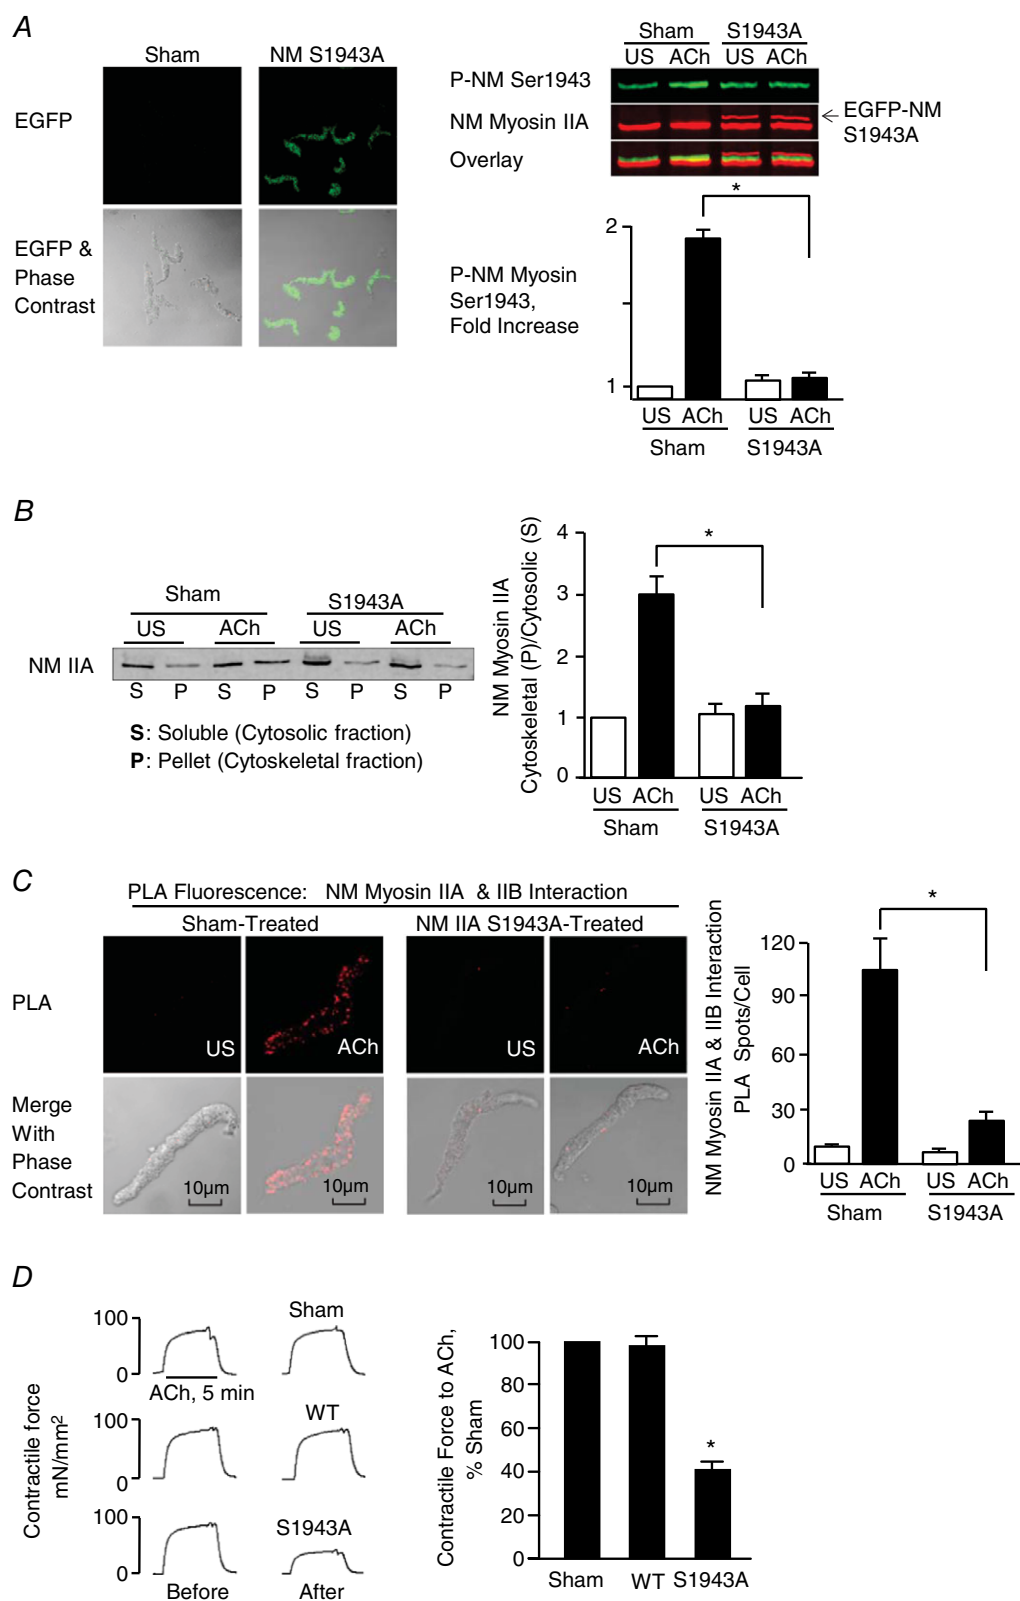 A
Sham
NM S1943A
EGFP
EGFP &
Phase
Contrast
Sham
S1943A
US ACh US ACh
P-NM Ser1943
NM Myosin IIA
Overlay
EGFP-NM
S1943A
P-NM Myosin
Ser1943,
Fold Increase
2
1
*
US ACh US ACh
Sham
S1943A
B
Sham
S1943A
US ACh US ACh
NM IIA
S P S P S P S P
S: Soluble (Cytosolic fraction)
P: Pellet (Cytoskeletal fraction)
NM Myosin IIA
Cytoskeletal (P)/Cytosolic (S)
4
3
2
1
0
*
US ACh US ACh
Sham
S1943A
C
PLA Fluorescence: NM Myosin IIA & IIB Interaction
Sham-Treated
NM IIA S1943A-Treated
PLA
US
ACh
US
ACh
Merge
With
Phase
Contrast
10μm
10μm
10μm
10μm
NM Myosin IIA & IIB Interaction
PLA Spots/Cell
120
90
60
30
0
*
US ACh US ACh
Sham
S1943A
D
Contractile force
mN/mm²
100
0
Sham
ACh, 5 min
100
0
WT
100
0
S1943A
Before
After
Contractile Force to ACh,
% Sham
100
80
60
40
20
0
*
Sham WT S1943A